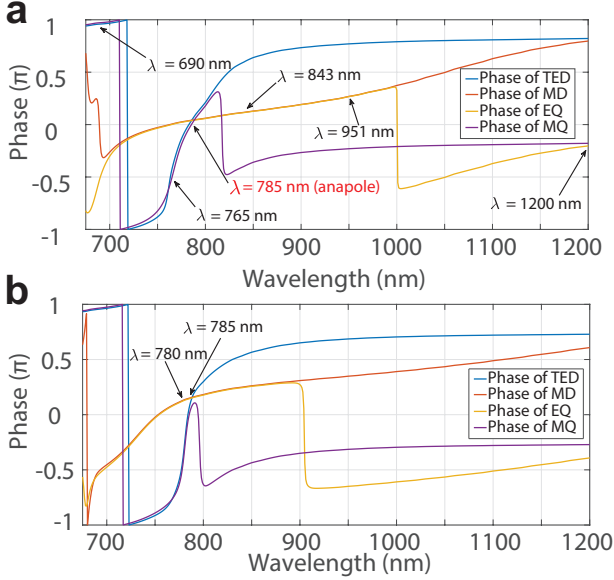 a
1
0.5
0
-0.5
-1
Phase (π)
λ = 690 nm
λ = 843 nm
λ = 951 nm
λ = 785 nm (anapole)
λ = 765 nm
λ = 1200 nm
Phase of TED
Phase of MD
Phase of EQ
Phase of MQ
700 800 900 1000 1100 1200
Wavelength (nm)
b
1
0.5
0
-0.5
-1
Phase (π)
λ = 785 nm
λ = 780 nm
Phase of TED
Phase of MD
Phase of EQ
Phase of MQ
700 800 900 1000 1100 1200
Wavelength (nm)